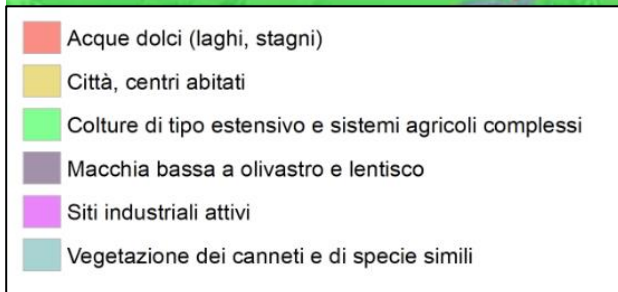 Acque dolci (laghi, stagni)
Città, centri abitati
Colture di tipo estensivo e sistemi agricoli complessi
Macchia bassa a olivastro e lentisco
Siti industriali attivi
Vegetazione dei canneti e di specie simili